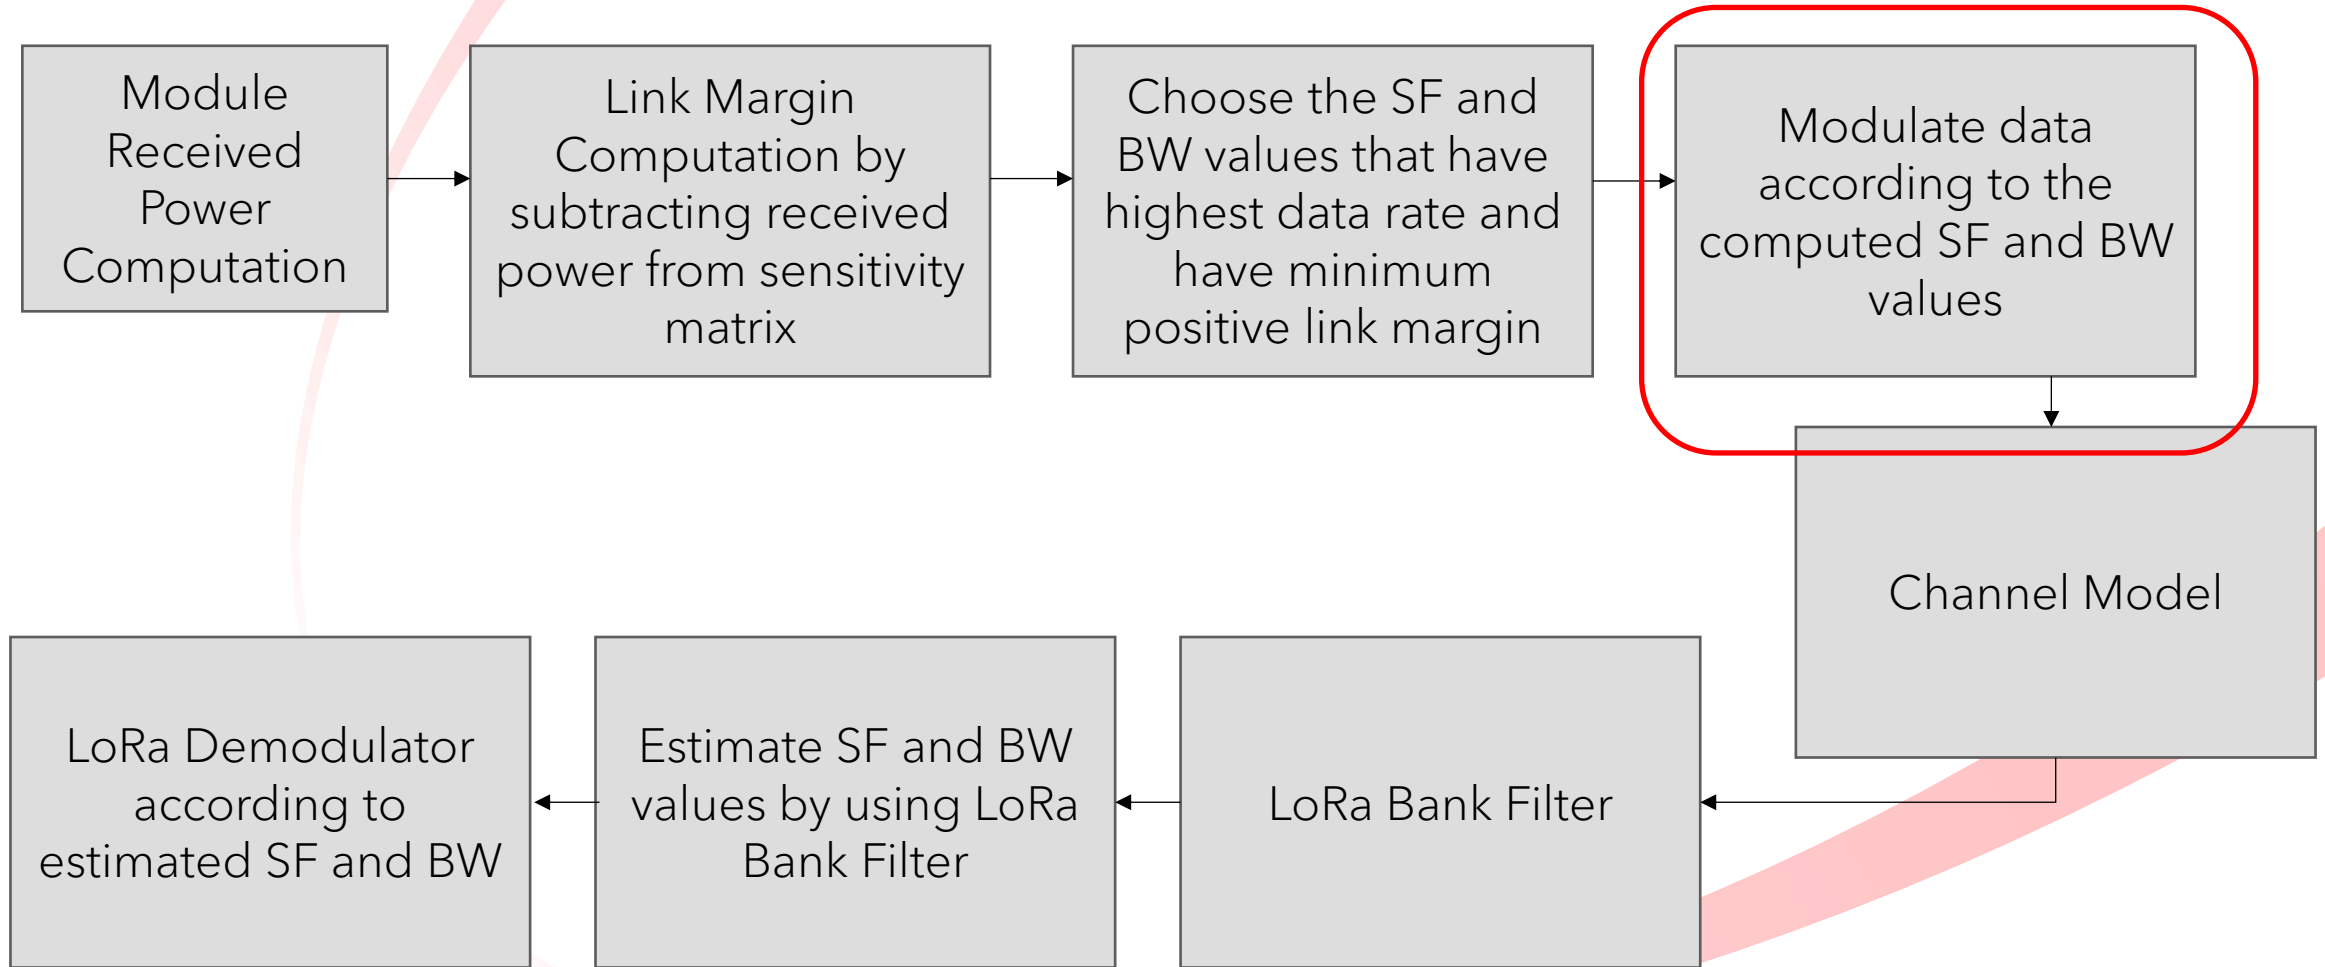 Module
Received
Power
Computation
Link Margin
Computation by
subtracting received
power from sensitivity
matrix
Choose the SF and
BW values that have
highest data rate and
have minimum
positive link margin
Modulate data
according to the
computed SF and BW
values
Channel Model
LoRa Bank Filter
Estimate SF and BW
values by using LoRa
Bank Filter
LoRa Demodulator
according to
estimated SF and BW